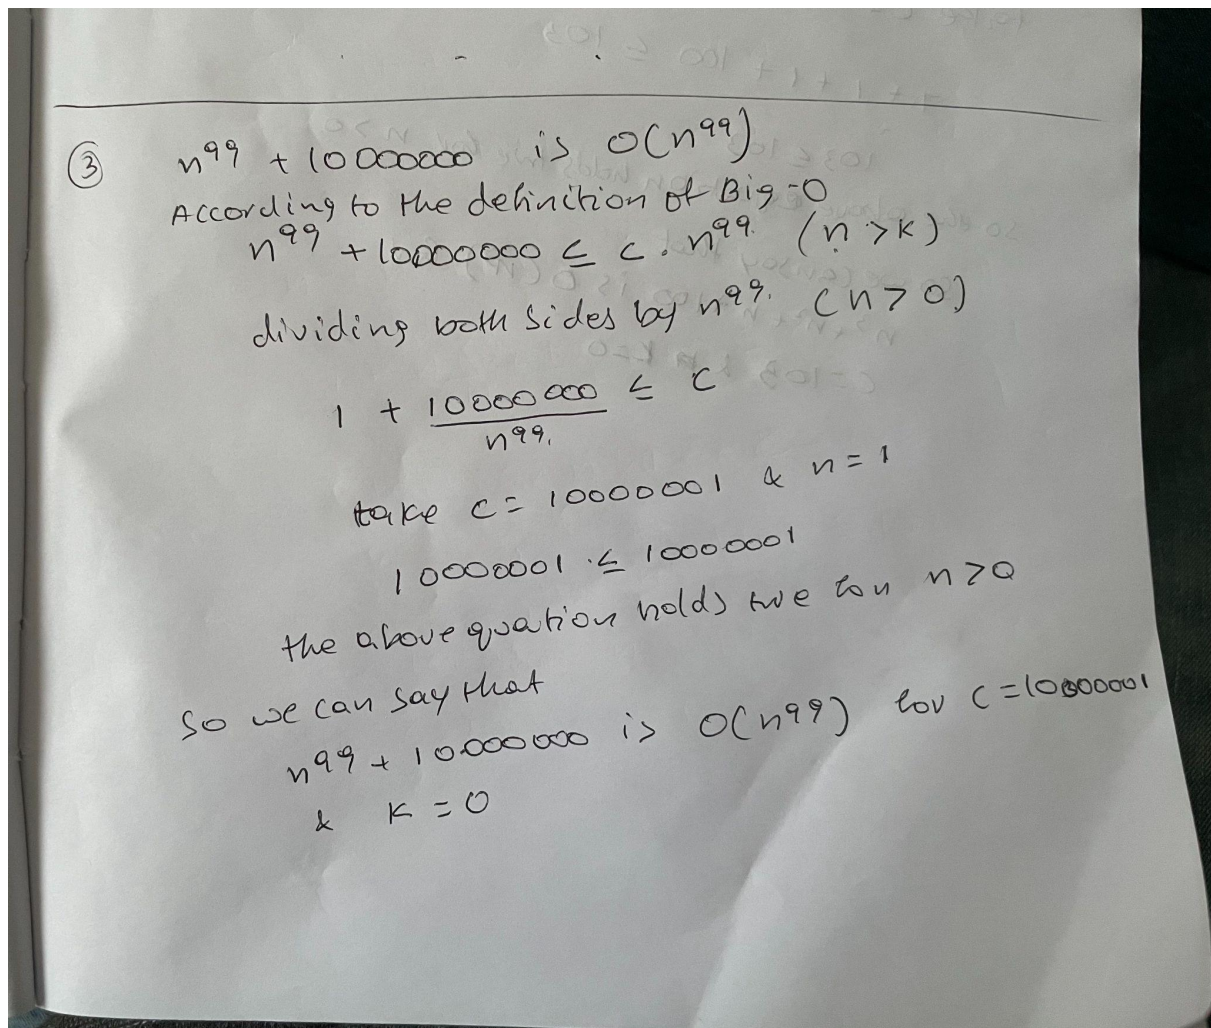 ③ n⁹⁹ + 10000000 is O(n⁹⁹)
According to the definition of Big-O
n⁹⁹ + 10000000 ≤ c . n⁹⁹. (n > k)
dividing both sides by n⁹⁹. (n > 0)
1 + 10000000 ≤ c
n⁹⁹.
take c = 10000001 & n = 1
10000001 ≤ 10000001
the above quation holds true for n > 0
So we can say that
n⁹⁹ + 10000000 is O(n⁹⁹) for C = 10000001
& K = 0